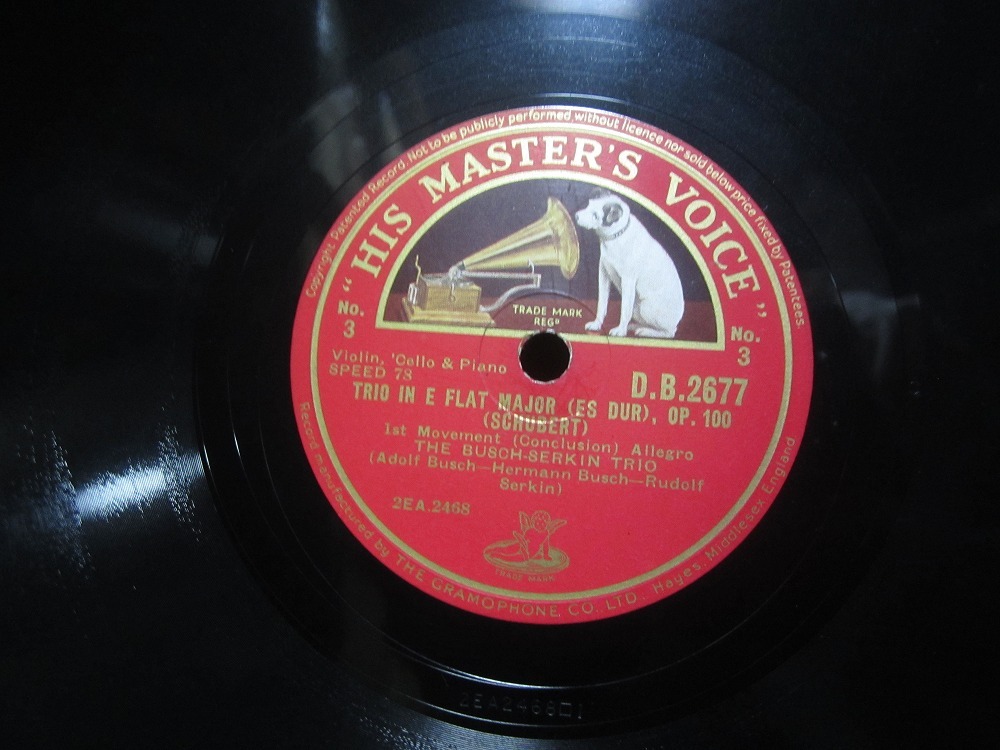 Copyright Patented Record. Not to be publicly performed without licence nor sold below price fixed by Patentees.
"HIS MASTER'S VOICE"
TRADE MARK
REGD
No.
3
No.
3
Violin, 'Cello & Piano
SPEED 78
D.B.2677
TRIO IN E FLAT MAJOR (ES DUR), OP. 100
(SCHUBERT)
1st Movement (Conclusion) Allegro
THE BUSCH-SERKIN TRIO
(Adolf Busch—Hermann Busch—Rudolf
Serkin)
2EA.2468
TRADE MARK
Record manufactured by THE GRAMOPHONE CO. LTD., Hayes, Middlesex England
2EA2468□1